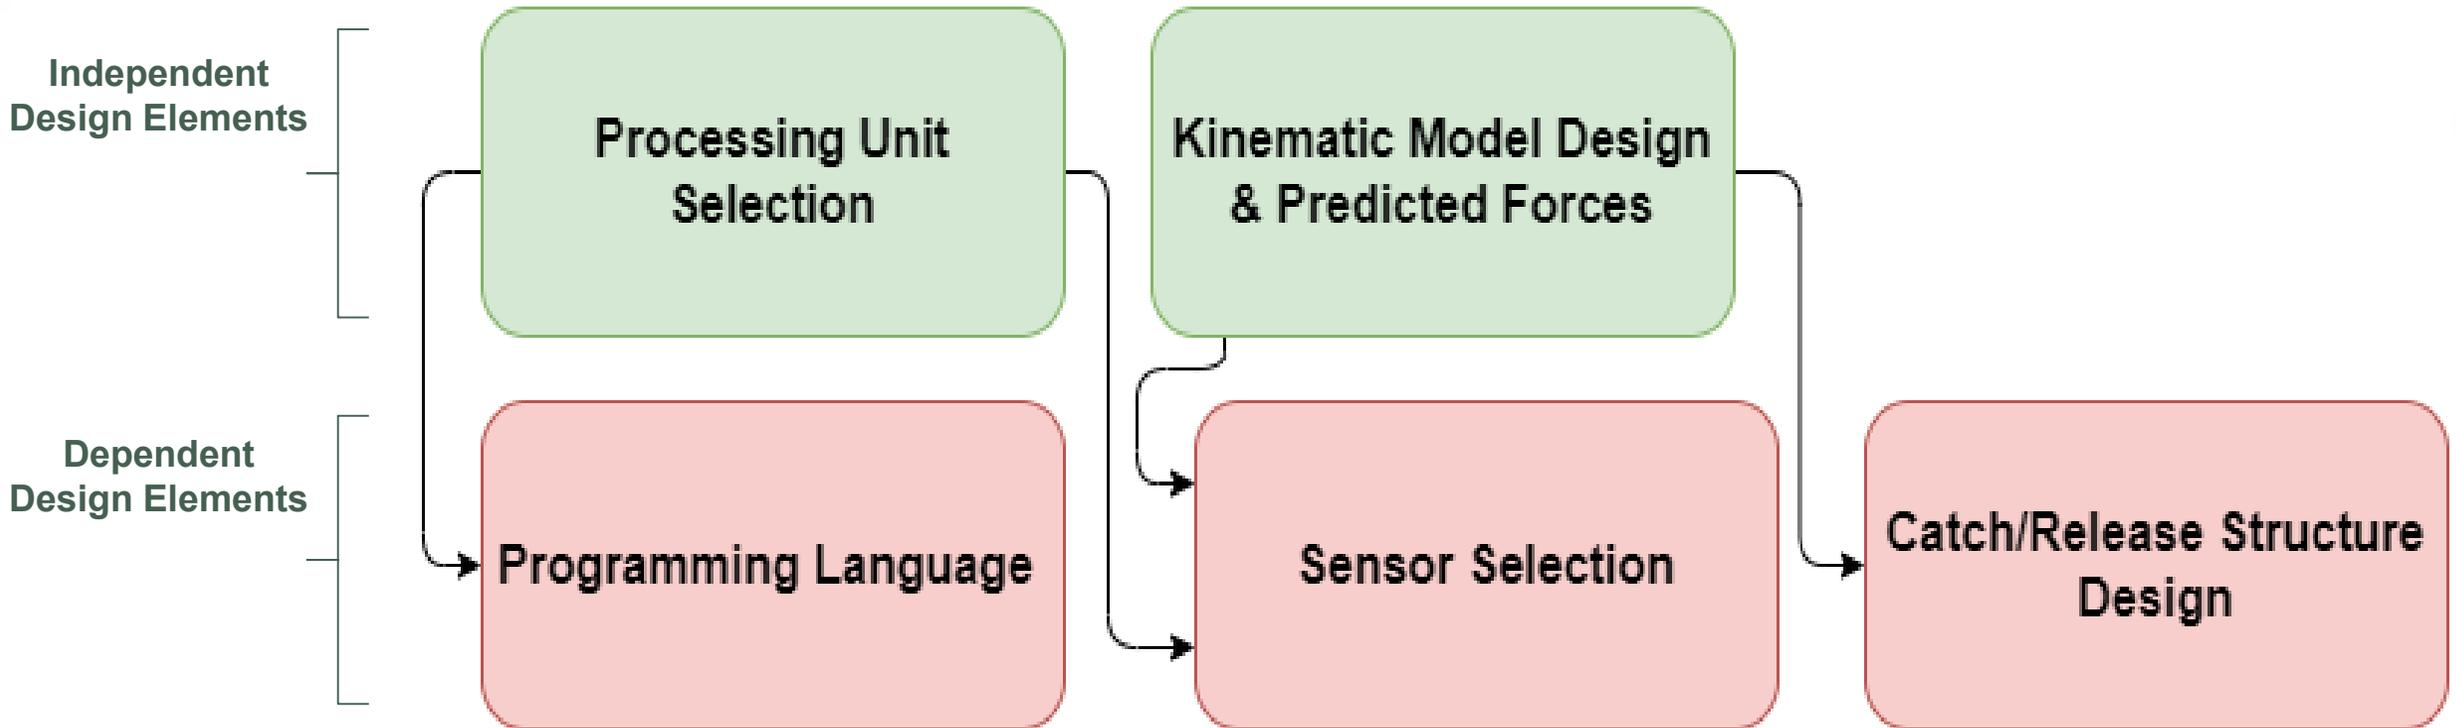 Independent
Design Elements
Processing Unit
Selection
Kinematic Model Design
& Predicted Forces
Dependent
Design Elements
Programming Language
Sensor Selection
Catch/Release Structure
Design